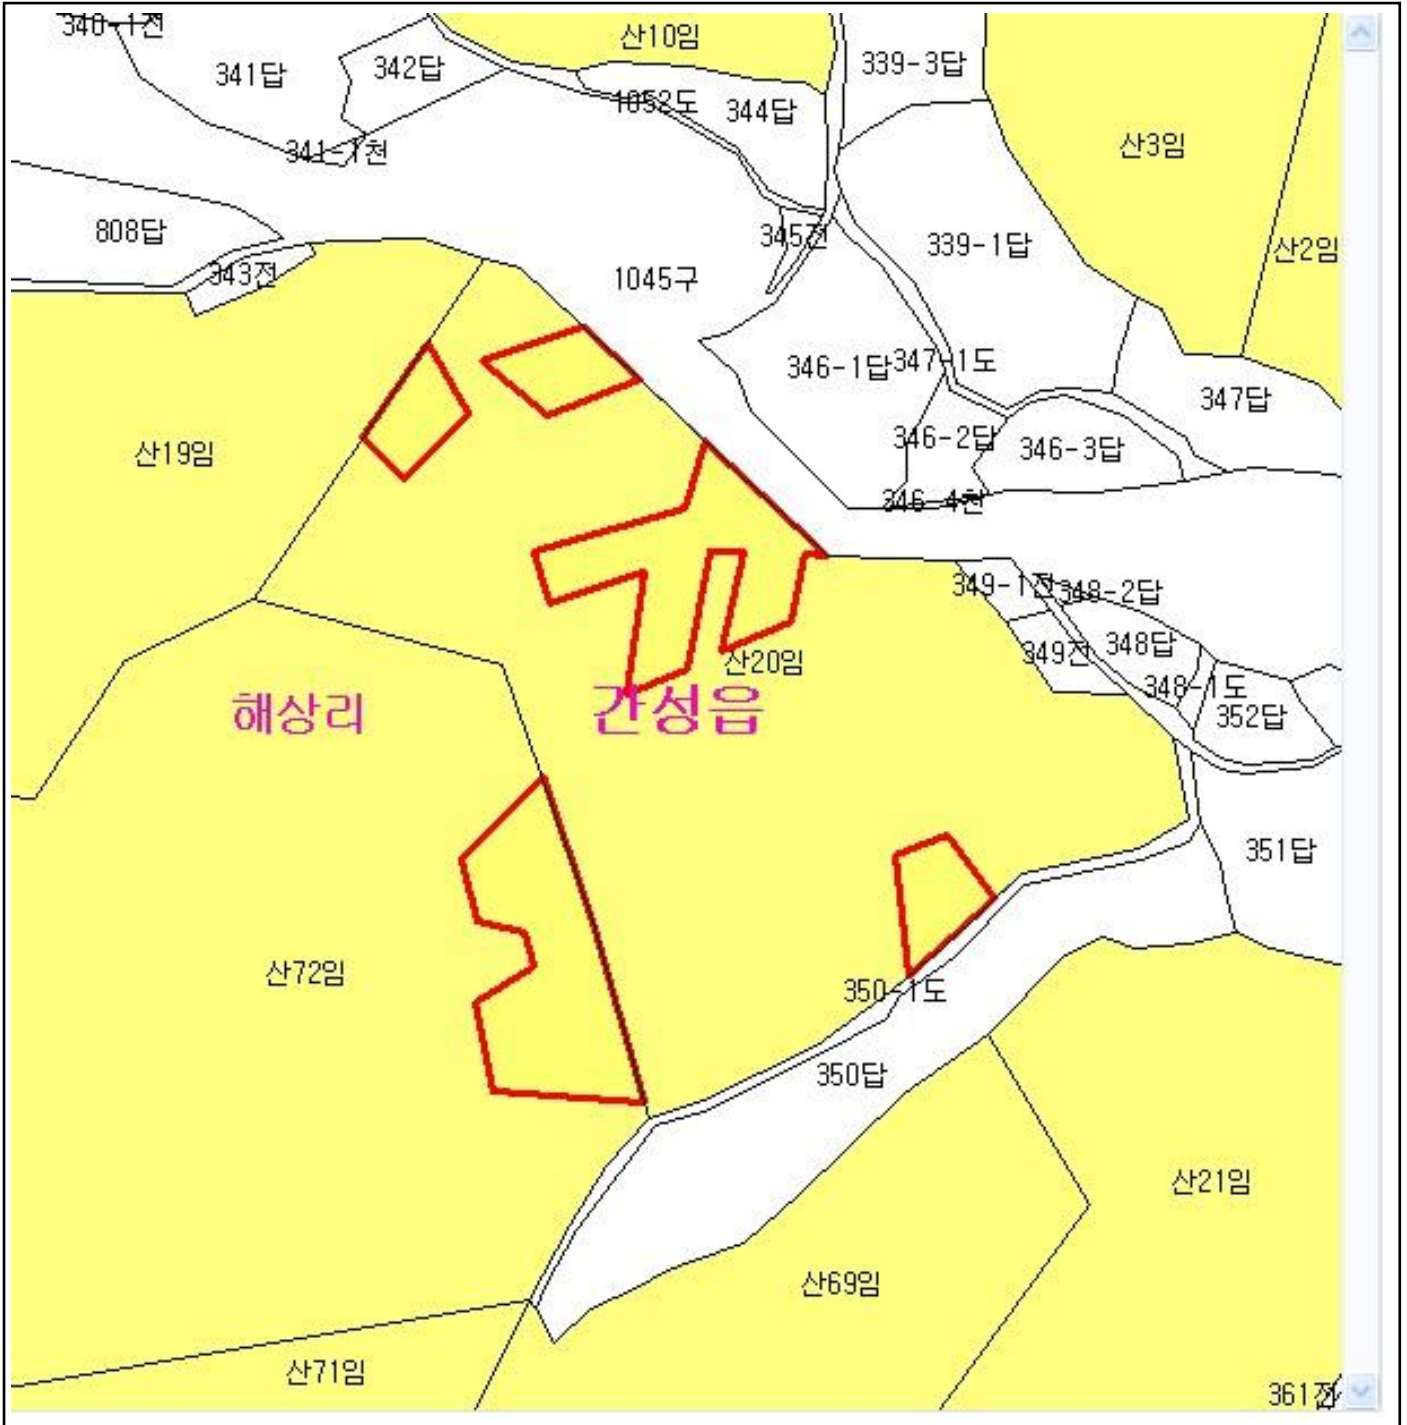 340-1전
산10임
342답
339-3답
341답
1052도
344답
산3임
341-1천
808답
345전
339-1답
산2임
343전
1045구
346-1답
347-1도
347답
산19임
346-2답
346-3답
346-4천
349-1전
348-2답
348답
349전
산20임
348-1도
해상리
간성읍
352답
351답
산72임
350-1도
350답
산21임
산69임
산71임
361전